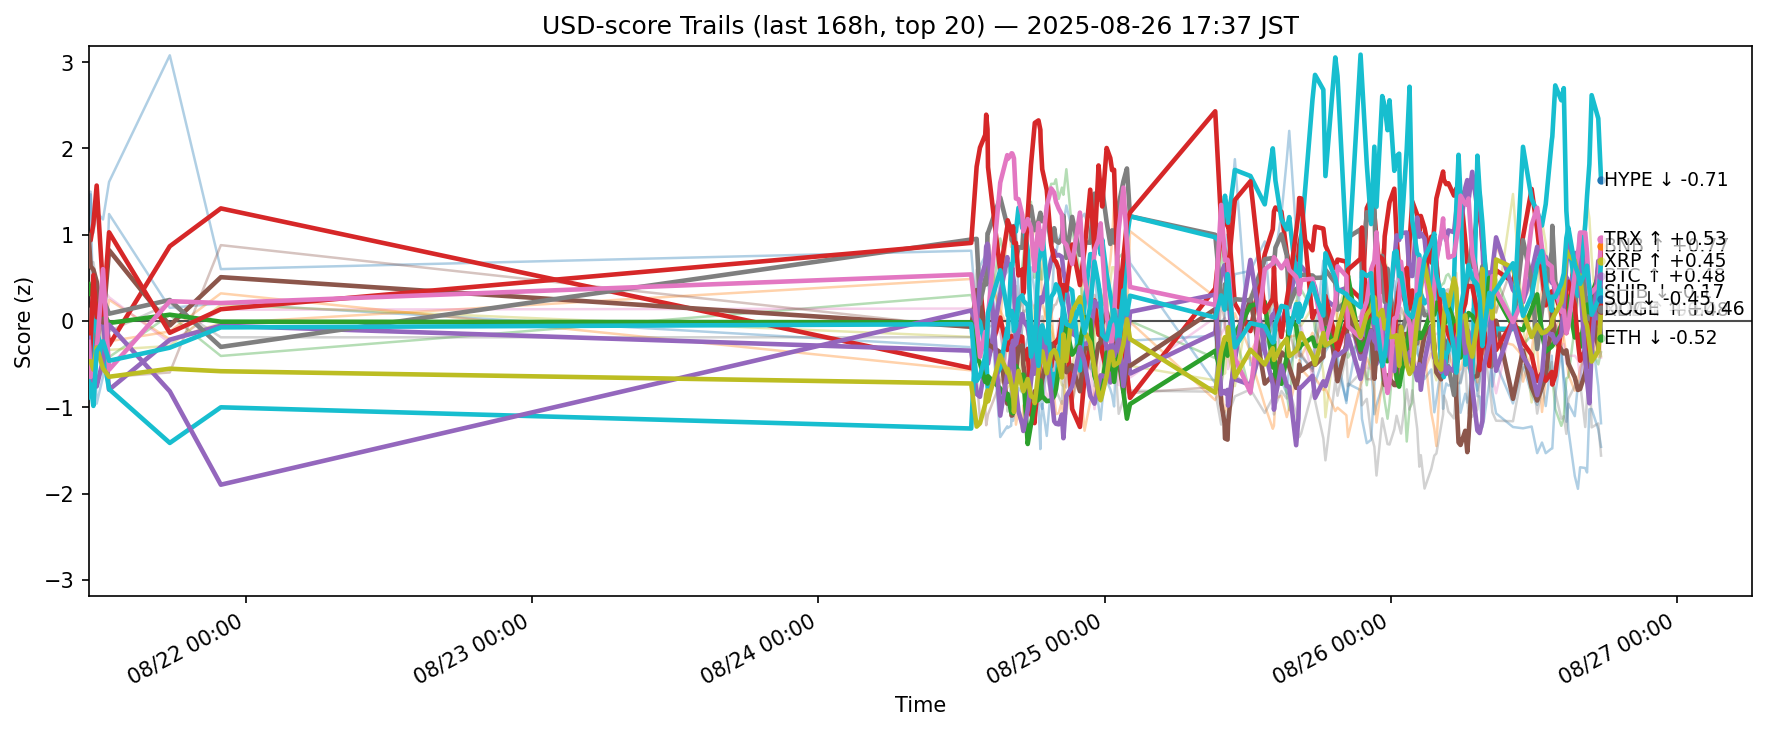 USD-score Trails (last 168h, top 20) — 2025-08-26 17:37 JST
Score (z)
3
2
1
0
−1
−2
−3
HYPE ↓ -0.71
TRX ↑ +0.53
XRP ↑ +0.45
BTC ↑ +0.48
SUI ↓ -0.45
ETH ↓ -0.52
08/22 00:00
08/23 00:00
08/24 00:00
08/25 00:00
08/26 00:00
08/27 00:00
Time